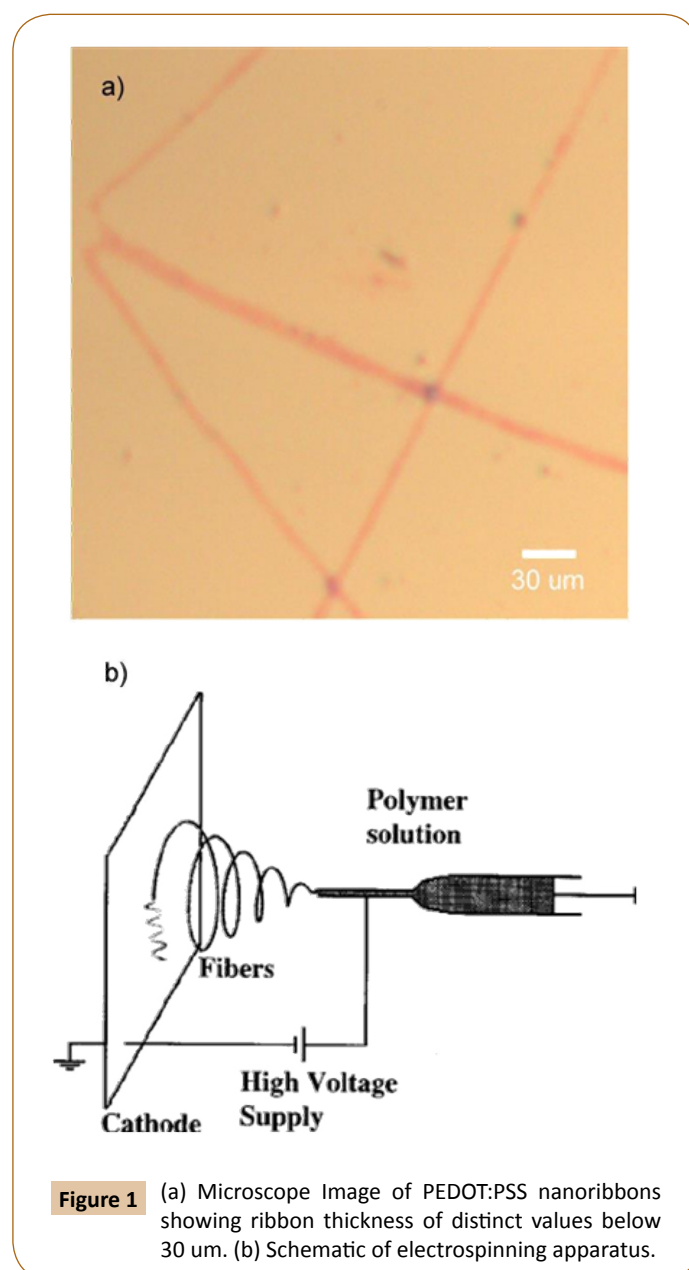 a)
30 um
b)
Polymer
solution
Fibers
High Voltage
Supply
Cathode
Figure 1
(a) Microscope Image of PEDOT:PSS nanoribbons
showing ribbon thickness of distinct values below
30 um. (b) Schematic of electrospinning apparatus.